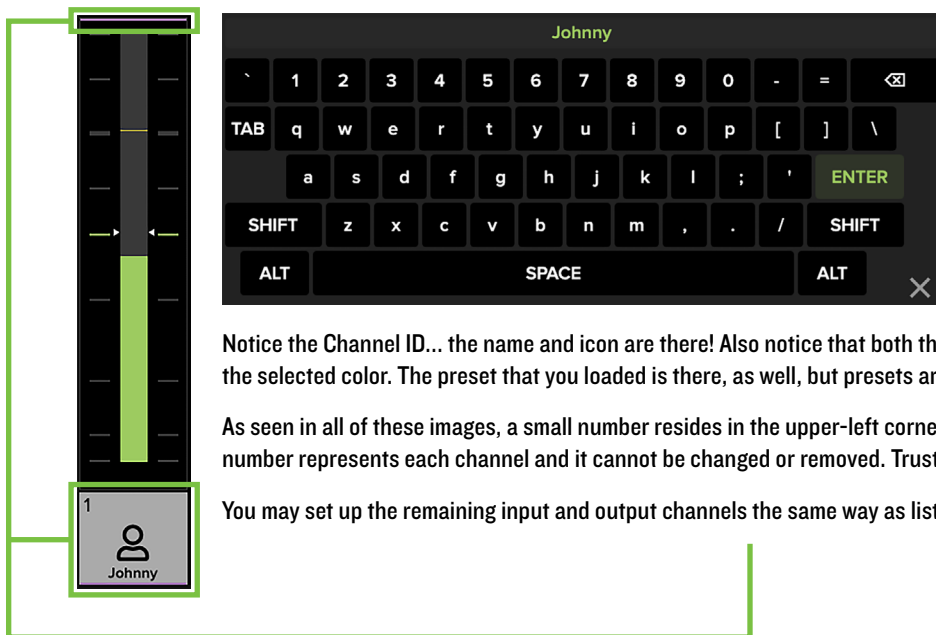 Johnny
` 1 2 3 4 5 6 7 8 9 0 - =
TAB q w e r t y u i o p [ ] \
a s d f g h j k l ; ' ENTER
SHIFT z x c v b n m , . / SHIFT
ALT SPACE ALT
Notice the Channel ID... the name and icon are there! Also notice that both
the selected color. The preset that you loaded is there, as well, but presets
As seen in all of these images, a small number resides in the upper-left
number represents each channel and it cannot be changed or removed. Trust
You may set up the remaining input and output channels the same way as
1
Johnny